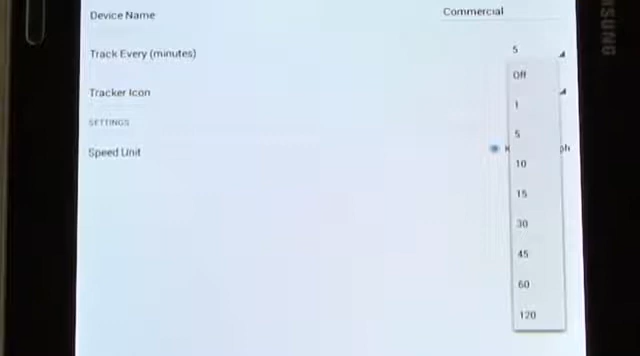 Device Name
Commercial
Track Every (minutes)
5
Tracker Icon
SETTINGS
Speed Unit
Off
1
5
10
15
30
45
60
120
SAMSUNG